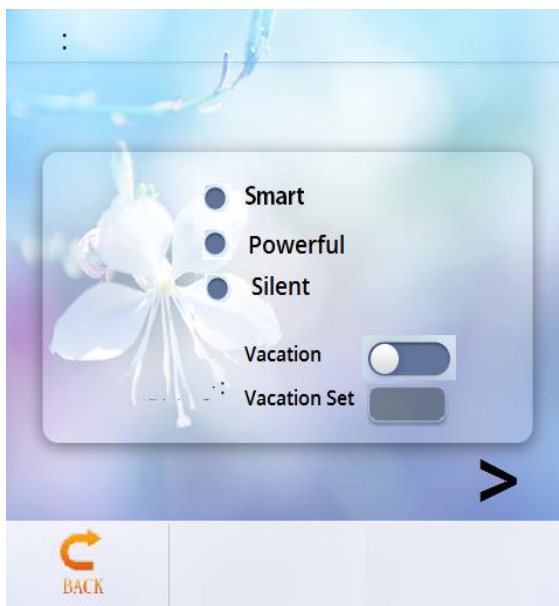 :
Smart
Powerful
Silent
Vacation
Vacation Set
>
BACK